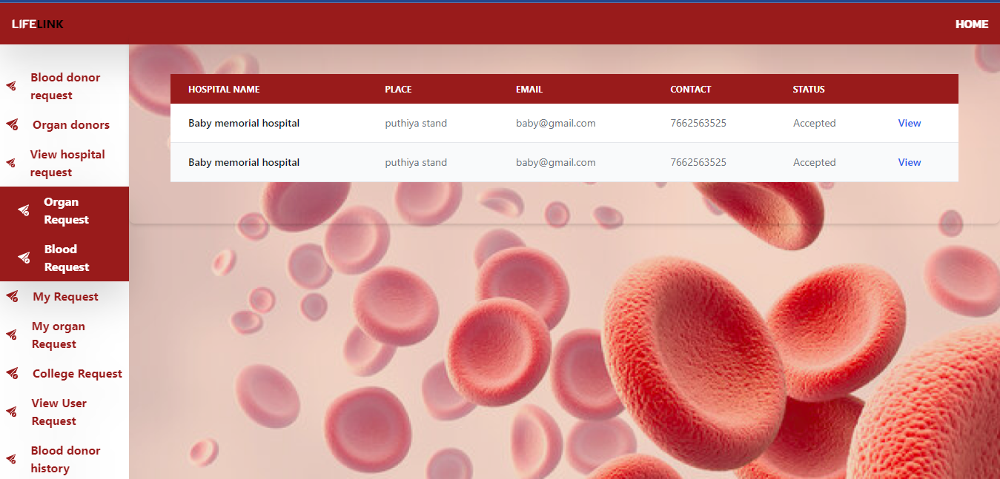 LIFELINK
HOME
Blood donor
request
Organ donors
View hospital
request
Organ
Request
Blood
Request
My Request
My organ
Request
College Request
View User
Request
Blood donor
history
HOSPITAL NAME PLACE EMAIL CONTACT STATUS
Baby memorial hospital puthiya stand baby@gmail.com 7662563525 Accepted View
Baby memorial hospital puthiya stand baby@gmail.com 7662563525 Accepted View